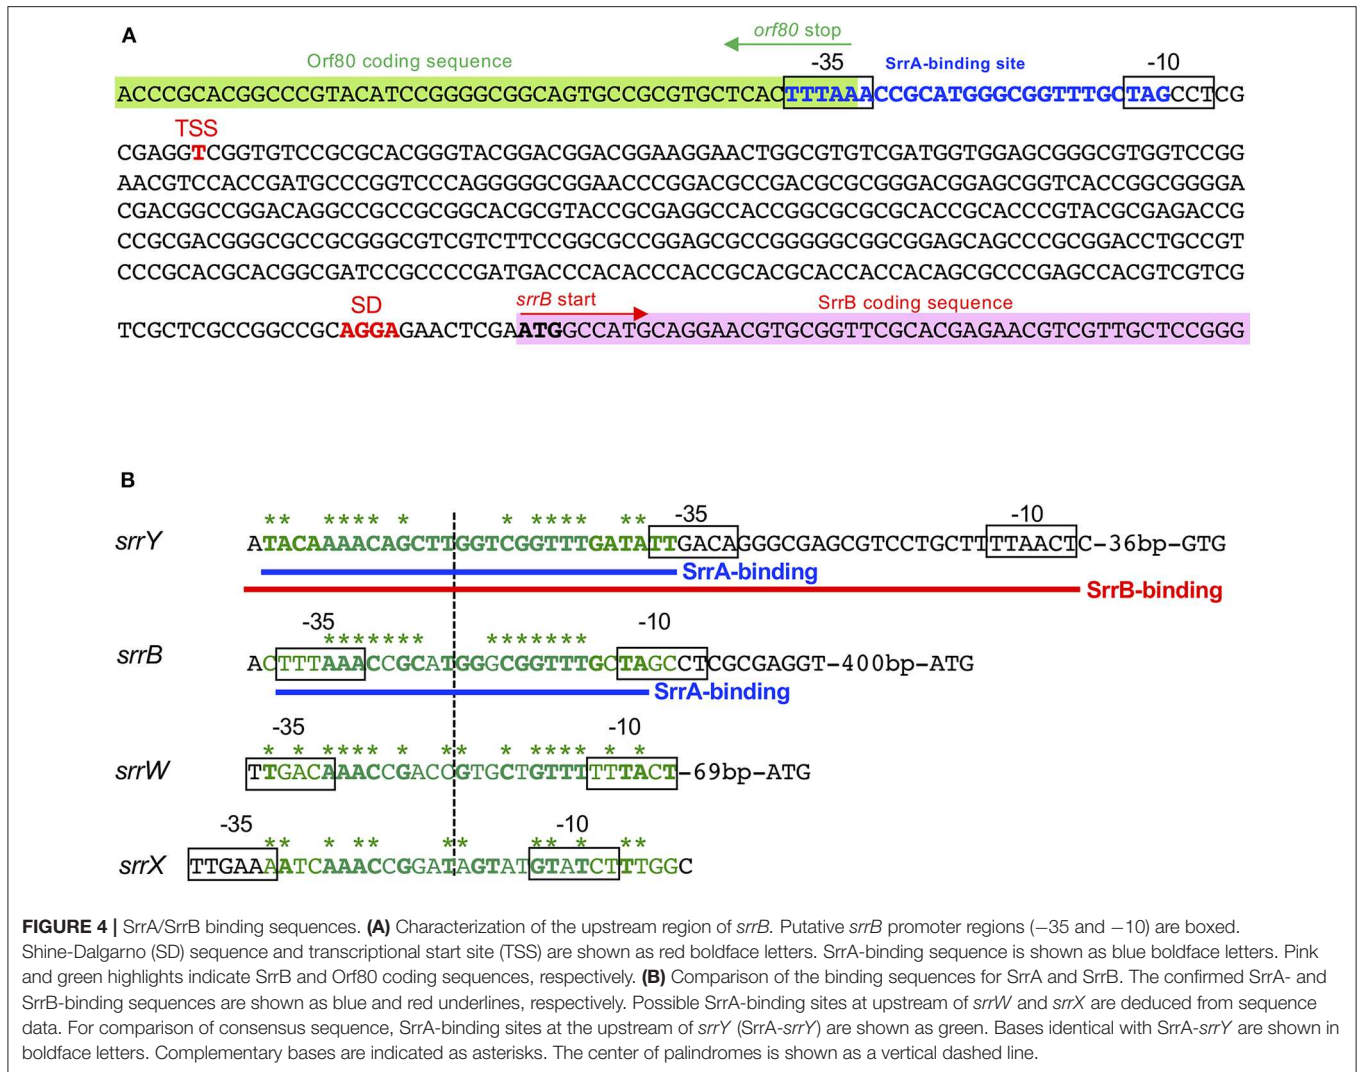 A
orf80 stop
Orf80 coding sequence
-35
SrrA-binding site
-10
ACCCGCACGGCCCGTACATCCGGGGCGGCAGTGCCGCGTGCTCACTTTAAACCGCATGGGCGGTTTGCTAGCCTCG
TSS
CGAGGTCGGTGTCCGCGCACGGGTACGGACGGACGGAAGGAACTGGCGTGTCGATGGTGGAGCGGGCGTGGTCCGG
AACGTCCACCGATGCCCGGTCCCAGGGGGCGGAACCCGGACGCCGACGCGCGGGACGGAGCGGTCACCGGCGGGGA
CGACGGCCGGACAGGCCGCCGCGGCACGCGTACCGCGAGGCCACCGGCGCGCGCACCGCACCCGTACGCGAGACCG
CCGCGACGGGCGCCGCGGGCGTCGTCTTCCGGCGCCGGAGCGCCGGGGGCGGCGGAGCAGCCCGCGGACCTGCCGT
CCCGCACGCACGGCGATCCGCCCCGATGACCCACACCCACCGCACGCACCACCACAGCGCCCGAGCCACGTCGTCG
SD
srrB start
SrrB coding sequence
TCGCTCGCCGGCCGCAGGAGAACTCGAATGGCCATGCAGGAACGTGCGGTTCGCACGAGAACGTCGTTGCTCCGGG
B
** **** * * **** **
-35
-10
srrY
ATACAAAACAGCTTGGTCGGTTTGATATTGACAGGGCGAGCGTCCTGCTTTTAACTC-36bp-GTG
SrrA-binding
SrrB-binding
-35
-10
******* *******
srrB
ACTTTAAACCGCATGGGCGGTTTGCTAGCCTCGCGAGGT-400bp-ATG
SrrA-binding
-35
-10
* * **** * ** * **** * *
srrW
TTGACAAACCGACCGTGCTGTTTTTTACT-69bp-ATG
-35
-10
** * ** ** ** * **
srrX
TTGAAAATCAAACCGGATAGTATGTATCTTTGGC
FIGURE 4 | SrrA/SrrB binding sequences. (A) Characterization of the upstream region of srrB. Putative srrB promoter regions (−35 and −10) are boxed.
Shine-Dalgarno (SD) sequence and transcriptional start site (TSS) are shown as red boldface letters. SrrA-binding sequence is shown as blue boldface letters. Pink
and green highlights indicate SrrB and Orf80 coding sequences, respectively. (B) Comparison of the binding sequences for SrrA and SrrB. The confirmed SrrA- and
SrrB-binding sequences are shown as blue and red underlines, respectively. Possible SrrA-binding sites at upstream of srrW and srrX are deduced from sequence
data. For comparison of consensus sequence, SrrA-binding sites at the upstream of srrY (SrrA-srrY) are shown as green. Bases identical with SrrA-srrY are shown in
boldface letters. Complementary bases are indicated as asterisks. The center of palindromes is shown as a vertical dashed line.